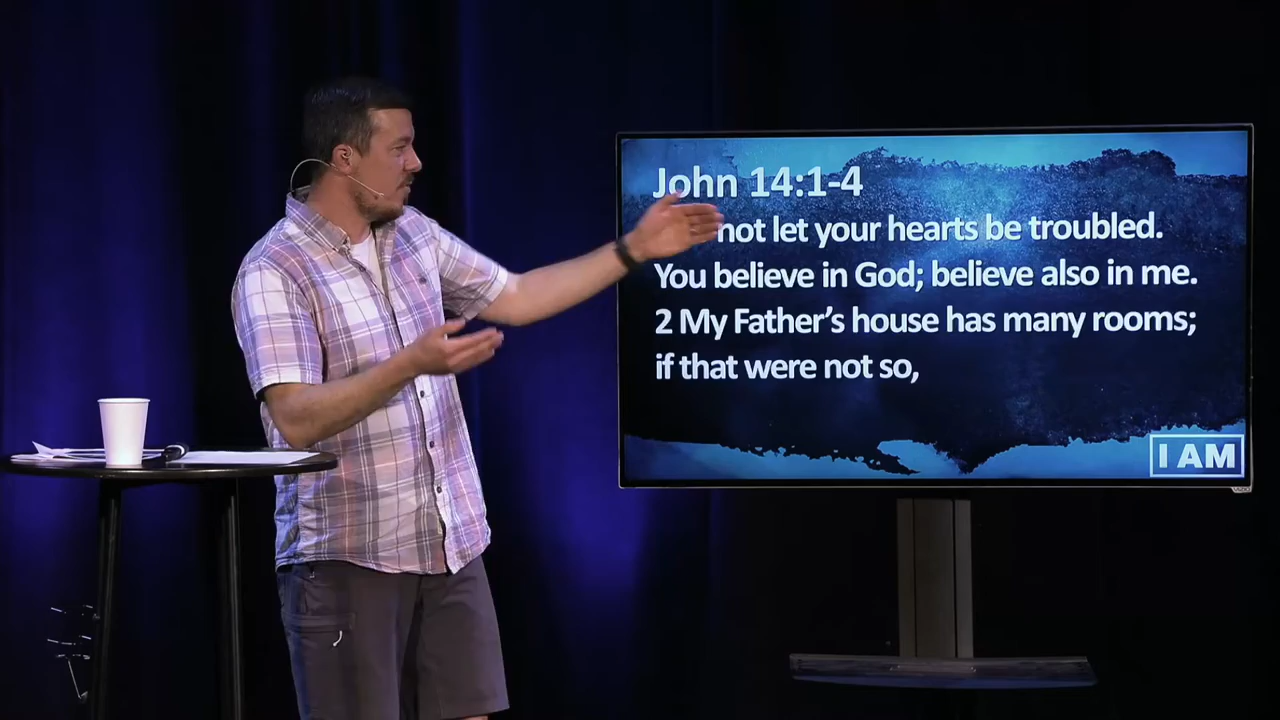 John 14:1-4
not let your hearts be troubled.
You believe in God; believe also in me.
2 My Father's house has many rooms;
if that were not so,
I AM